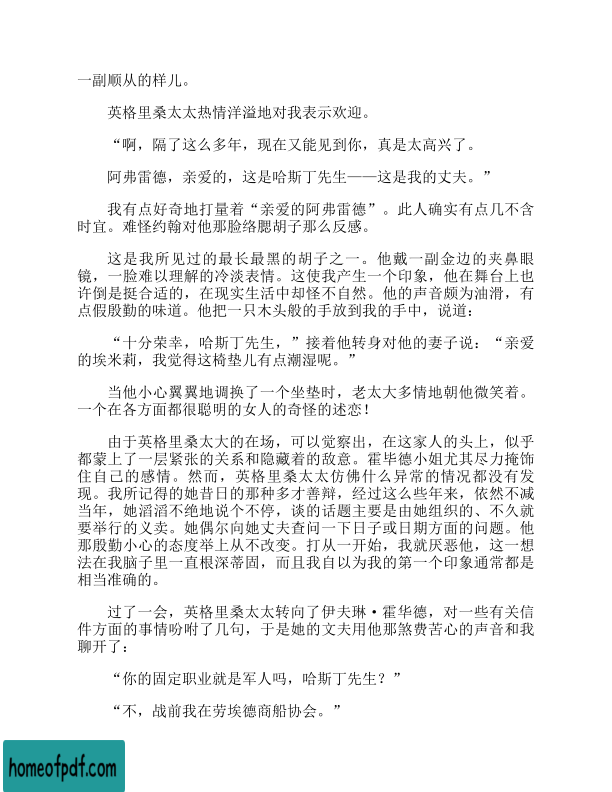 一副顺从的样儿。
英格里桑太太热情洋溢地对我表示欢迎。
“啊，隔了这么多年，现在又能见到你，真是太高兴了。
阿弗雷德，亲爱的，这是哈斯丁先生——这是我的丈夫。”
我有点好奇地打量着“亲爱的阿弗雷德”。此人确实有点几不含
时宜。难怪约翰对他那脸络腮胡子那么反感。
这是我所见过的最长最黑的胡子之一。他戴一副金边的夹鼻眼
镜，一脸难以理解的冷淡表情。这使我产生一个印象，他在舞台上也
许倒是挺合适的，在现实生活中却怪不自然。他的声音颇为油滑，有
点假殷勤的味道。他把一只木头般的手放到我的手中，说道：
“十分荣幸，哈斯丁先生，”接着他转身对他的妻子说：“亲爱
的埃米莉，我觉得这椅垫儿有点潮湿呢。”
当他小心翼翼地调换了一个坐垫时，老太大多情地朝他微笑着。
一个在各方面都很聪明的女人的奇怪的述恋！
由于英格里桑太大的在场，可以觉察出，在这家人的头上，似乎
都蒙上了一层紧张的关系和隐藏着的敌意。霍华德小姐尤其尽力掩饰
住自己的感情。然而，英格里桑太太仿佛什么异常的情况都没有发
现。我所记得的她昔日的那种多才善辩，经过这么些年来，依然不减
当年，她滔滔不绝地说个不停，谈的话题主要是由她组织的、不久就
要举行的义卖。她偶尔向她丈夫查问一下日子或日期方面的问题。他
那殷勤小心的态度举上从不改变。打从一开始，我就厌恶他，这一想
法在我脑子里一直根深蒂固，而且我自以为我的第一个印象通常都是
相当准确的。
过了一会，英格里桑太太转向了伊夫琳·霍华德，对一些有关信
件方面的事情吩咐了几句，于是她的文夫用他那煞费苦心的声音和我
聊开了：
“你的固定职业就是军人吗，哈斯丁先生？”
“不，战前我在劳埃德商船协会。”
homeofpdf.com